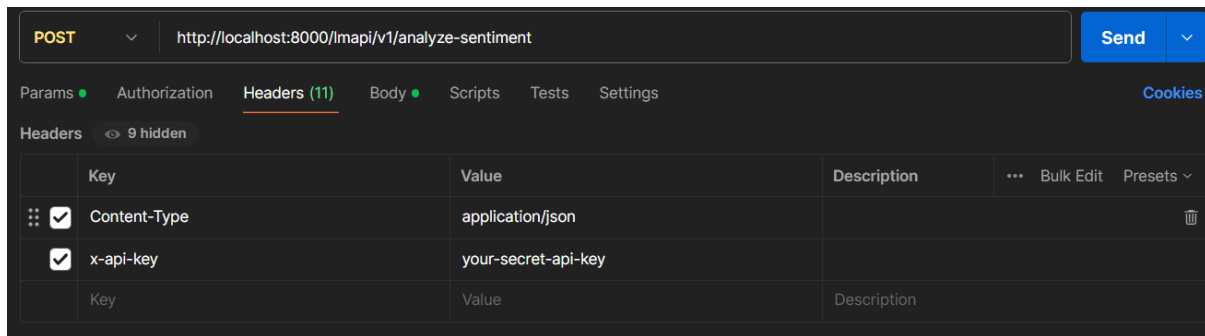 POST http://localhost:8000/lmapi/v1/analyze-sentiment Send
Params Authorization Headers (11) Body Scripts Tests Settings Cookies
Headers 9 hidden
Key Value Description ••• Bulk Edit Presets
Content-Type application/json
x-api-key your-secret-api-key
Key Value Description